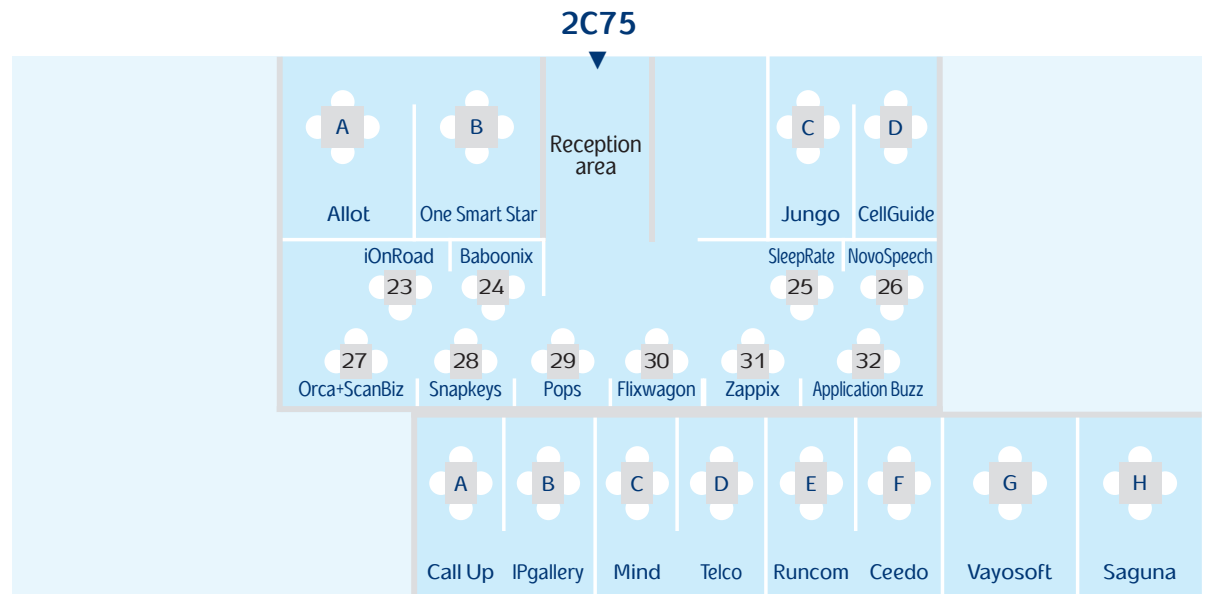 2C75
▼
A
B
C
D
Reception
area
Allot
One Smart Star
Jungo
CellGuide
iOnRoad
Baboonix
SleepRate
NovoSpeech
23
24
25
26
27
28
29
30
31
32
Orca+ScanBiz
Snapkeys
Pops
Flixwagon
Zappix
Application Buzz
A
B
C
D
E
F
G
H
Call Up
IPgallery
Mind
Telco
Runcom
Ceedo
Vayosoft
Saguna